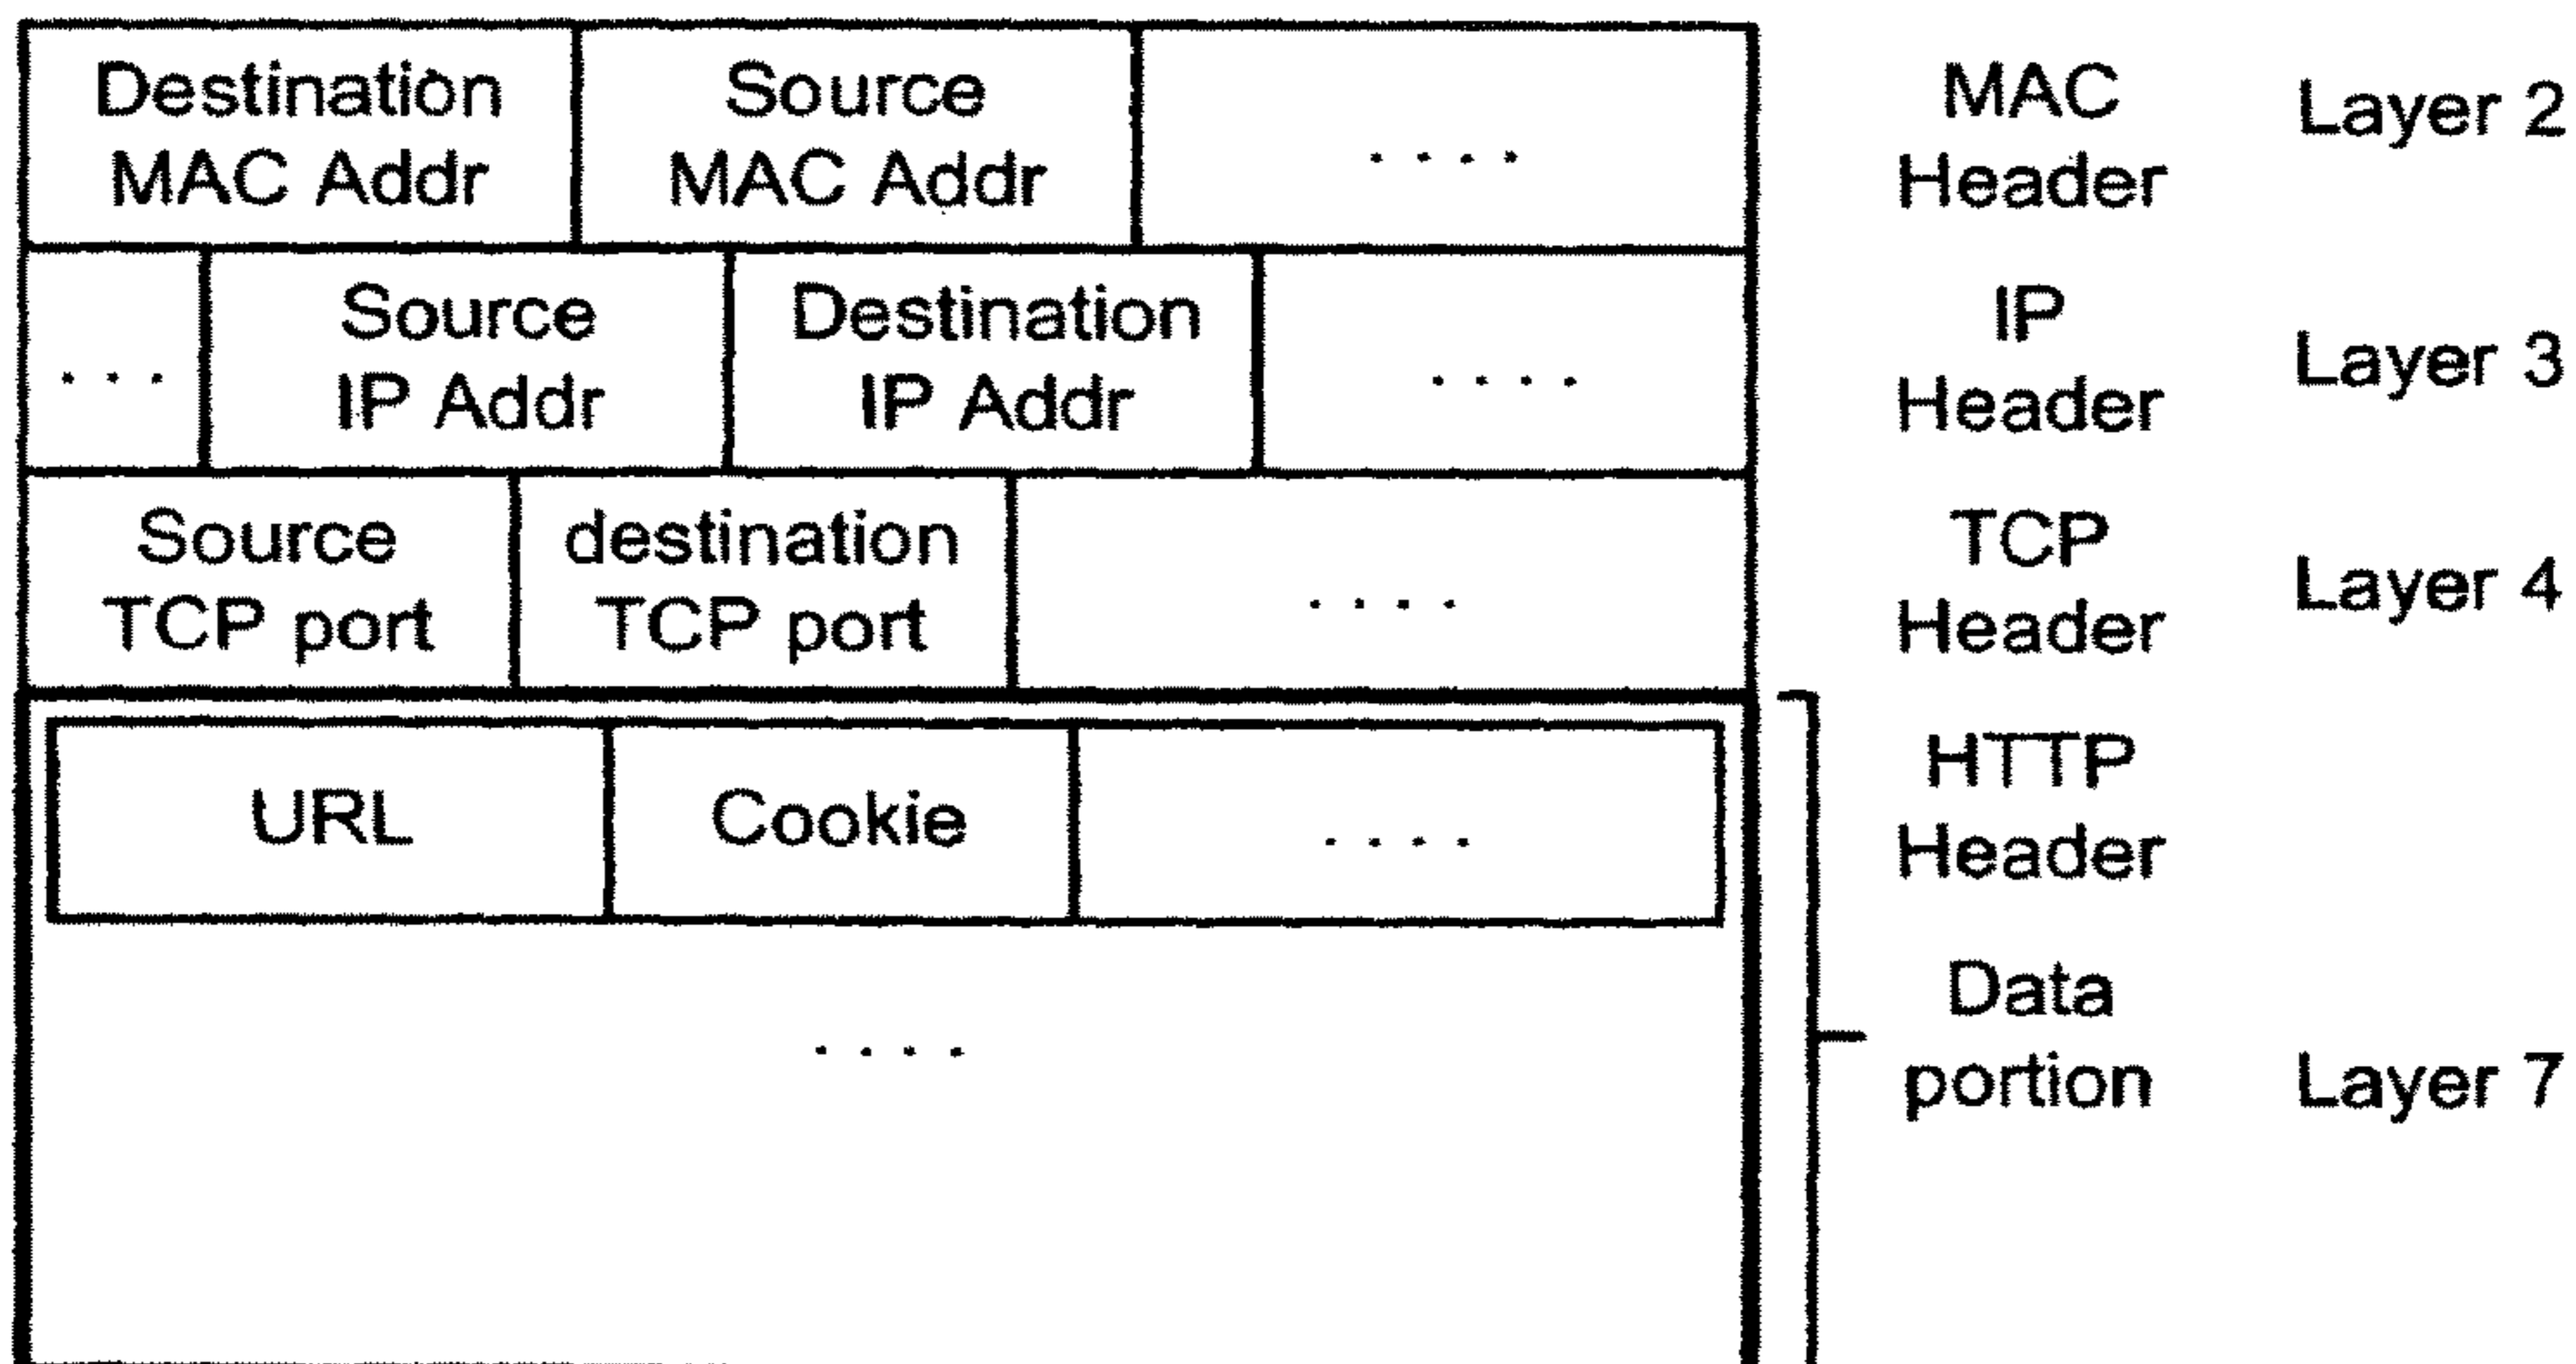 Destination
MAC Addr
Source
MAC Addr
. . . .
MAC
Header
Layer 2
. . .
Source
IP Addr
Destination
IP Addr
. . . .
IP
Header
Layer 3
Source
TCP port
destination
TCP port
. . . .
TCP
Header
Layer 4
URL
Cookie
. . . .
HTTP
Header
. . . .
Data
portion
Layer 7